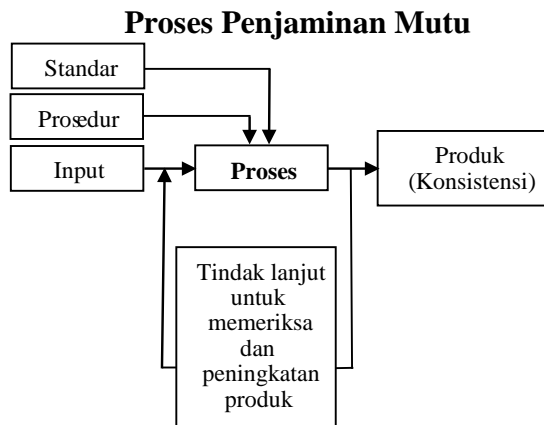 Proses Penjaminan Mutu
Standar
Prosedur
Input
Proses
Produk
(Konsistensi)
Tindak lanjut
untuk
memeriksa
dan
peningkatan
produk